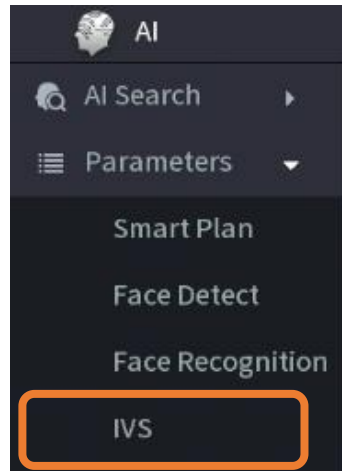 AI
AI Search
Parameters
Smart Plan
Face Detect
Face Recognition
IVS